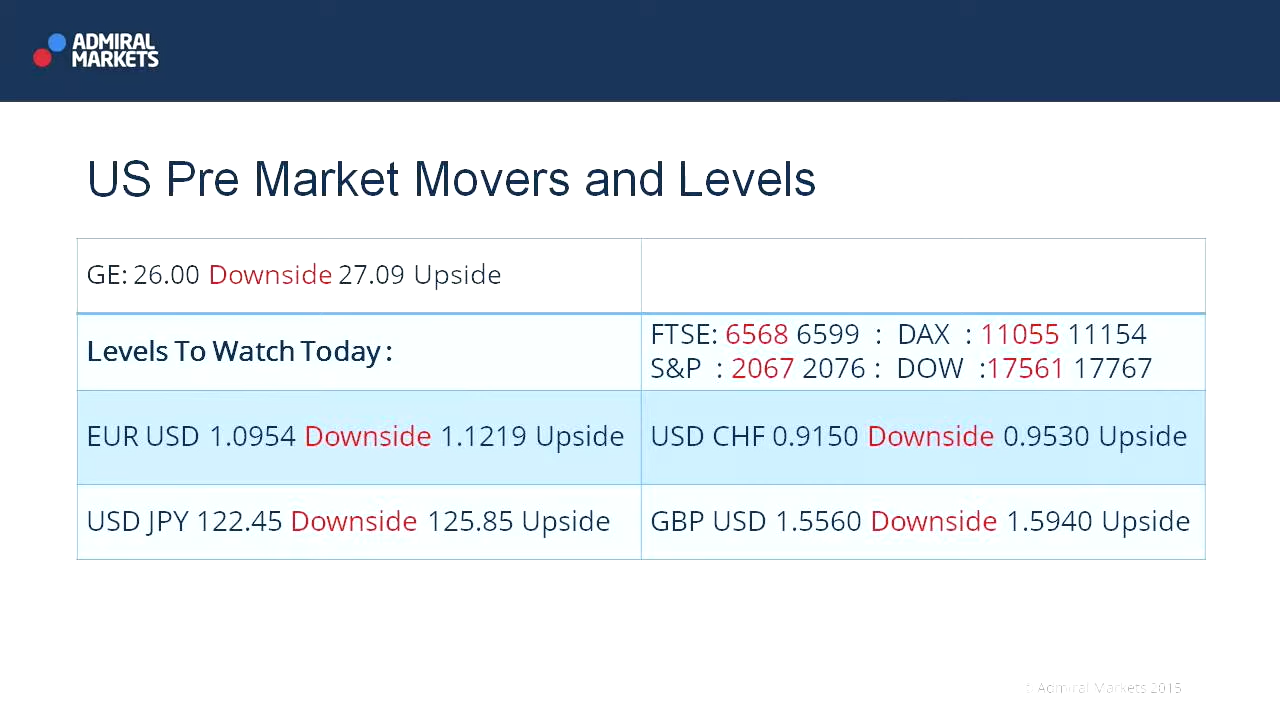 ADMIRAL
MARKETS
US Pre Market Movers and Levels
GE: 26.00 Downside 27.09 Upside
Levels To Watch Today :
FTSE: 6568 6599 : DAX : 11055 11154
S&P : 2067 2076 : DOW :17561 17767
EUR USD 1.0954 Downside 1.1219 Upside
USD CHF 0.9150 Downside 0.9530 Upside
USD JPY 122.45 Downside 125.85 Upside
GBP USD 1.5560 Downside 1.5940 Upside
© Admiral Markets 2015